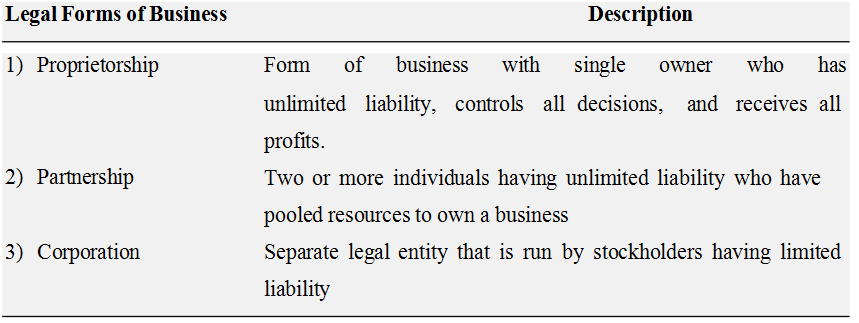 Legal Forms of Business Description
1) Proprietorship Form of business with single owner who has
unlimited liability, controls all decisions, and receives all
profits.
2) Partnership Two or more individuals having unlimited liability who have
pooled resources to own a business
3) Corporation Separate legal entity that is run by stockholders having limited
liability